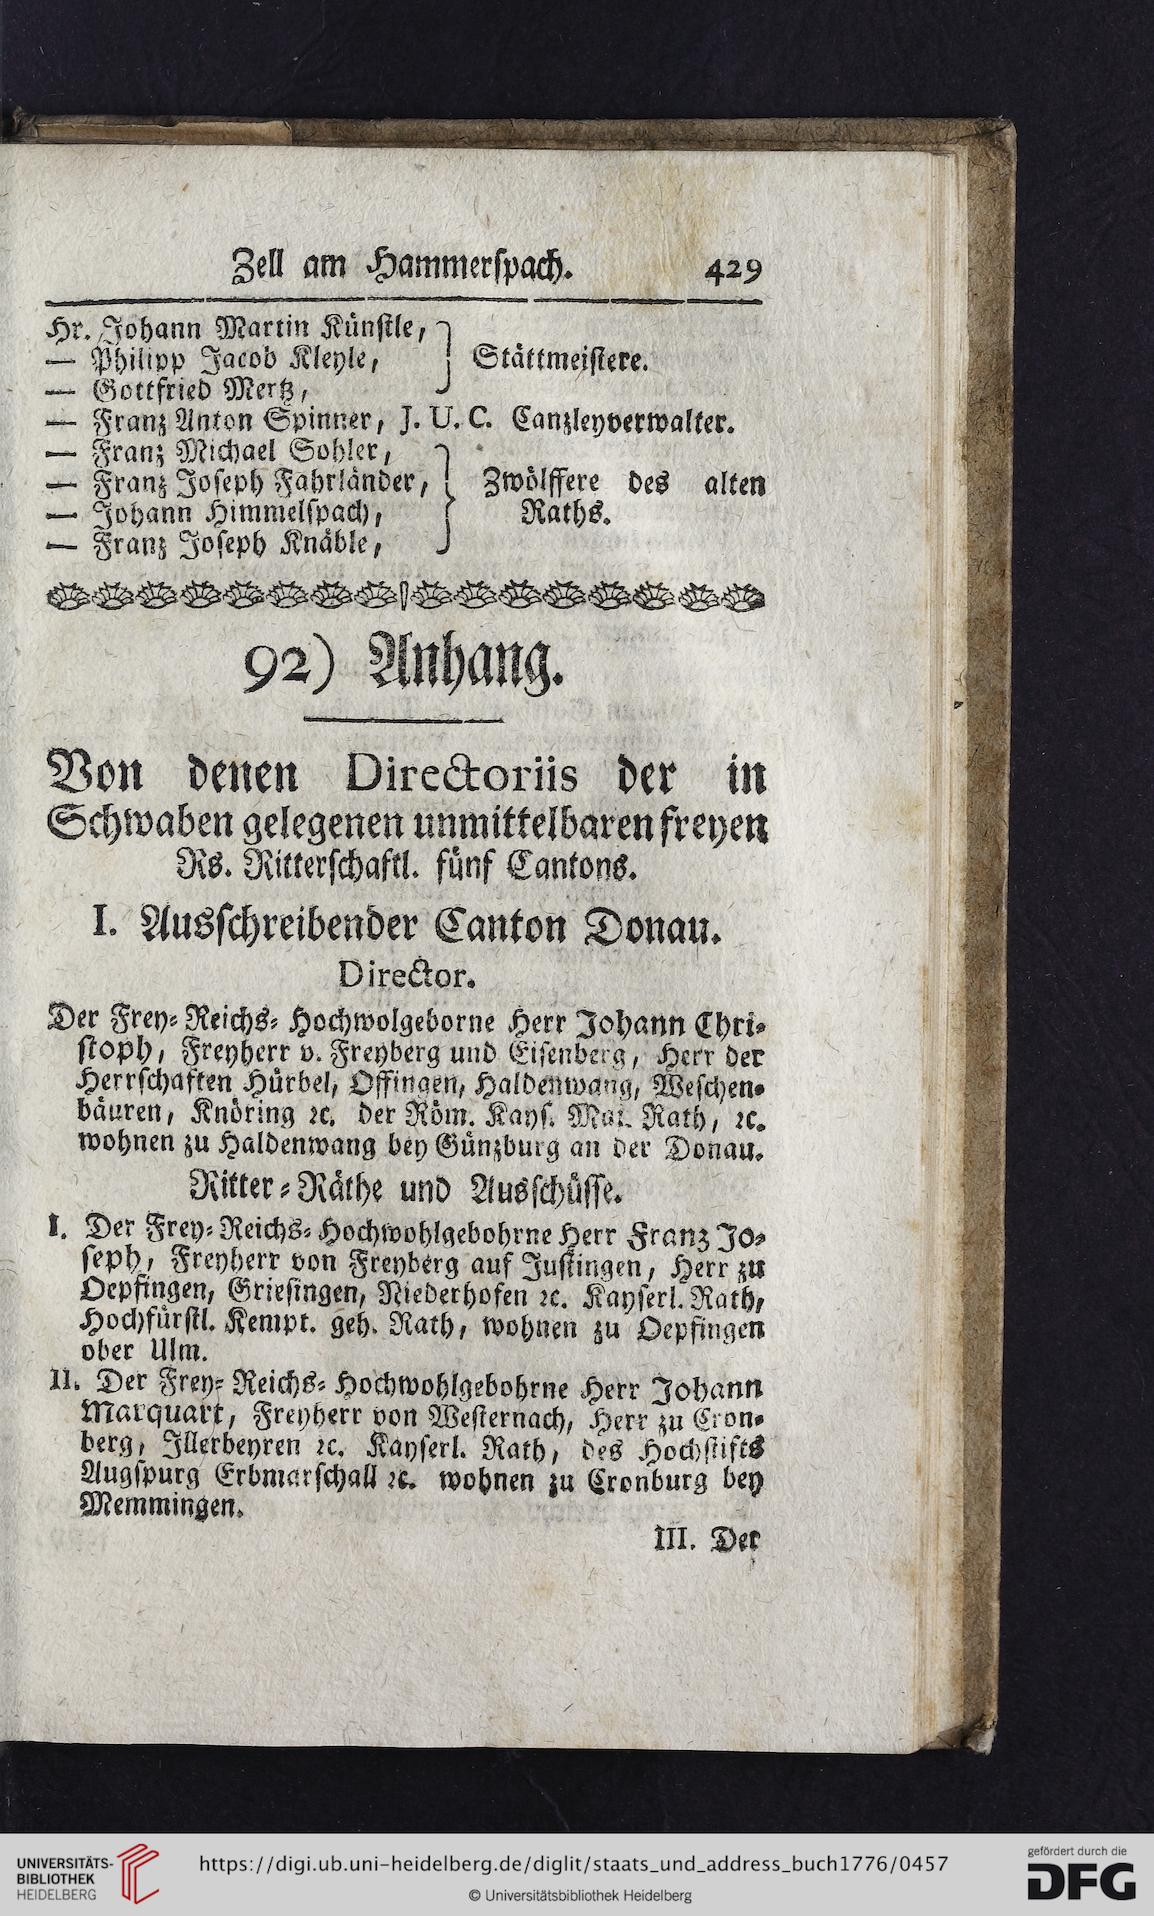 Zell am Hammerſpach. 429
Hr. Johann Martin Künſtle,
— Philipp Jacob Kleyle, Stättmeiſtere.
— Gottfried Mertz,
— Franz Anton Spinner, J. U. C. Canzleyverwalter.
— Franz Michael Sohler,
— Franz Joſeph Fahrländer, Zwölffere des alten
— Johann Himmelſpach, Raths.
— Franz Joſeph Knäble,
92) Anhang.
Von denen Directoriis der in
Schwaben gelegenen unmittelbaren freyen
Rs. Ritterſchaftl. fünf Cantons.
I. Ausſchreibender Canton Donau.
Director.
Der Frey⸗Reichs⸗Hochwolgeborne Herr Johann Chri⸗
ſtoph, Freyherr v. Freyberg und Eiſenberg, Herr der
Herrſchaften Hürbel, Offingen, Haldenwang, Weſchen⸗
bäuren, Knöring ꝛc. der Röm. Kayſ. Maj. Rath, ꝛc.
wohnen zu Haldenwang bey Günzburg an der Donau.
Ritter⸗Räthe und Ausſchüſſe.
I. Der Frey⸗Reichs⸗Hochwohlgebohrne Herr Franz Jo⸗
ſeph, Freyherr von Freyberg auf Juſtingen, Herr zu
Oepfingen, Grieſingen, Niederhofen ꝛc. Kayſerl. Rath,
Hochfürſtl. Kempt. geh. Rath, wohnen zu Oepfingen
ober Ulm.
II. Der Frey⸗Reichs⸗Hochwohlgebohrne Herr Johann
Marquart, Freyherr von Weſternach, Herr zu Cron⸗
berg, Illerbeyren ꝛc. Kayſerl. Rath, des Hochſtifts
Augſpurg Erbmarſchall ꝛc. wohnen zu Cronburg bey
Memmingen.
III. Der
UNIVERSITÄTS-
BIBLIOTHEK
HEIDELBERG
https://digi.ub.uni-heidelberg.de/diglit/staats_und_address_buch1776/0457
© Universitätsbibliothek Heidelberg
gefördert durch die
DFG